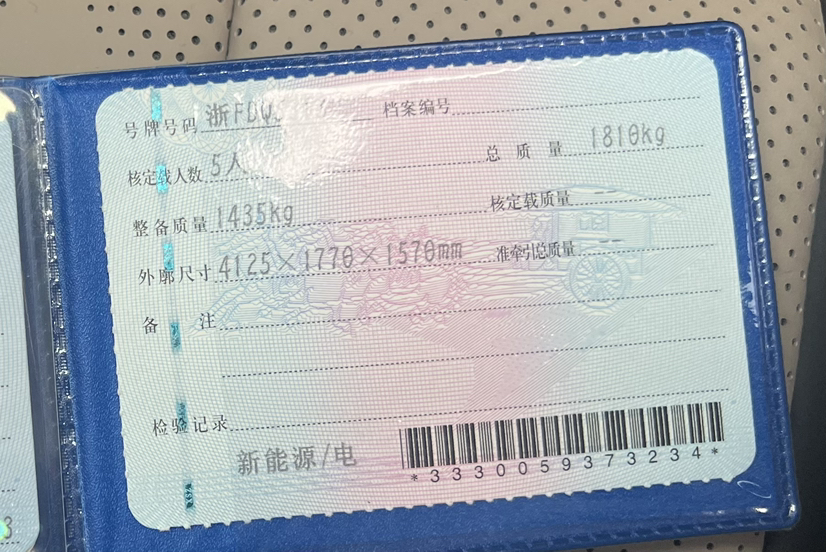 号牌号码 浙FDQ 档案编号
核定载人数 5人 总质量 1810kg
整备质量 1435kg 核定载质量
外廓尺寸 4125×1770×1570mm 准牵引总质量
备注
检验记录
新能源/电
*3330059373234*